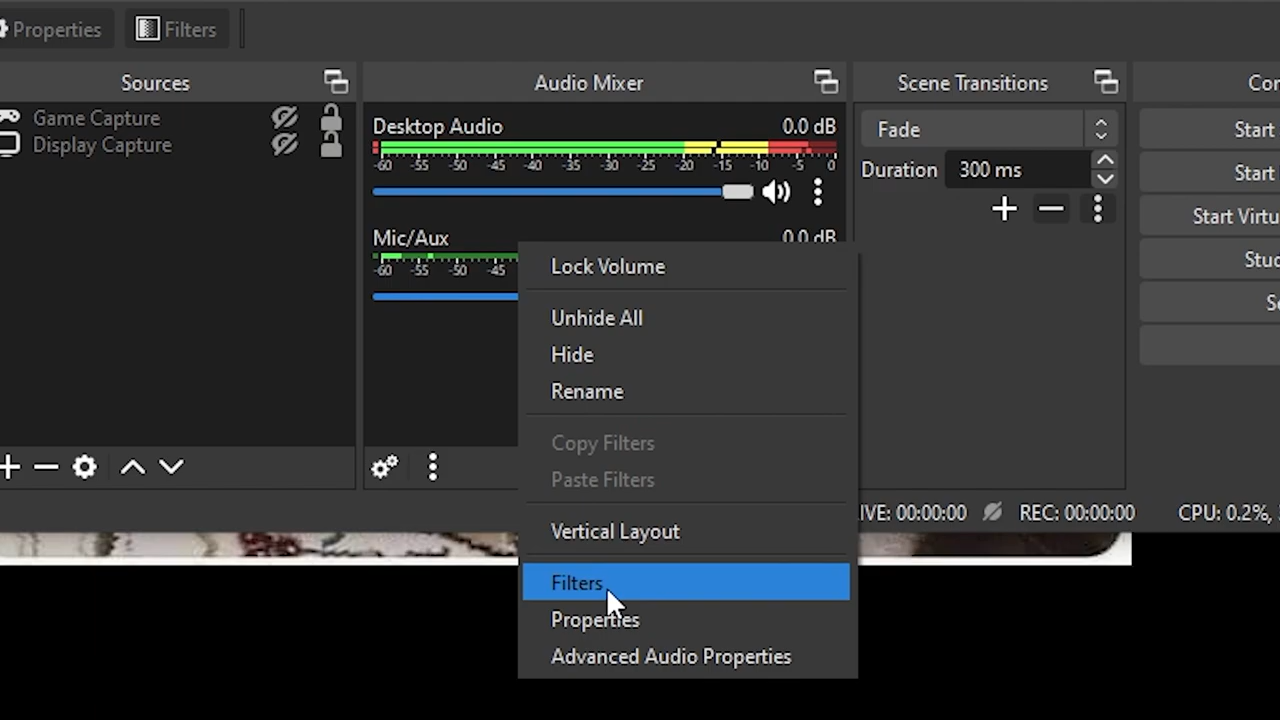 Properties
Filters
Sources
Audio Mixer
Scene Transitions
Game Capture
Display Capture
Desktop Audio
0.0 dB
-60 -55 -50 -45 -40 -35 -30 -25 -20 -15 -10 -5 0
Mic/Aux
0.0 dB
-60 -55 -50 -45
Fade
Duration
300 ms
Start
Start
Start Virtu
Lock Volume
Unhide All
Hide
Rename
Copy Filters
Paste Filters
Vertical Layout
Filters
Properties
Advanced Audio Properties
IVE: 00:00:00
REC: 00:00:00
CPU: 0.2%,